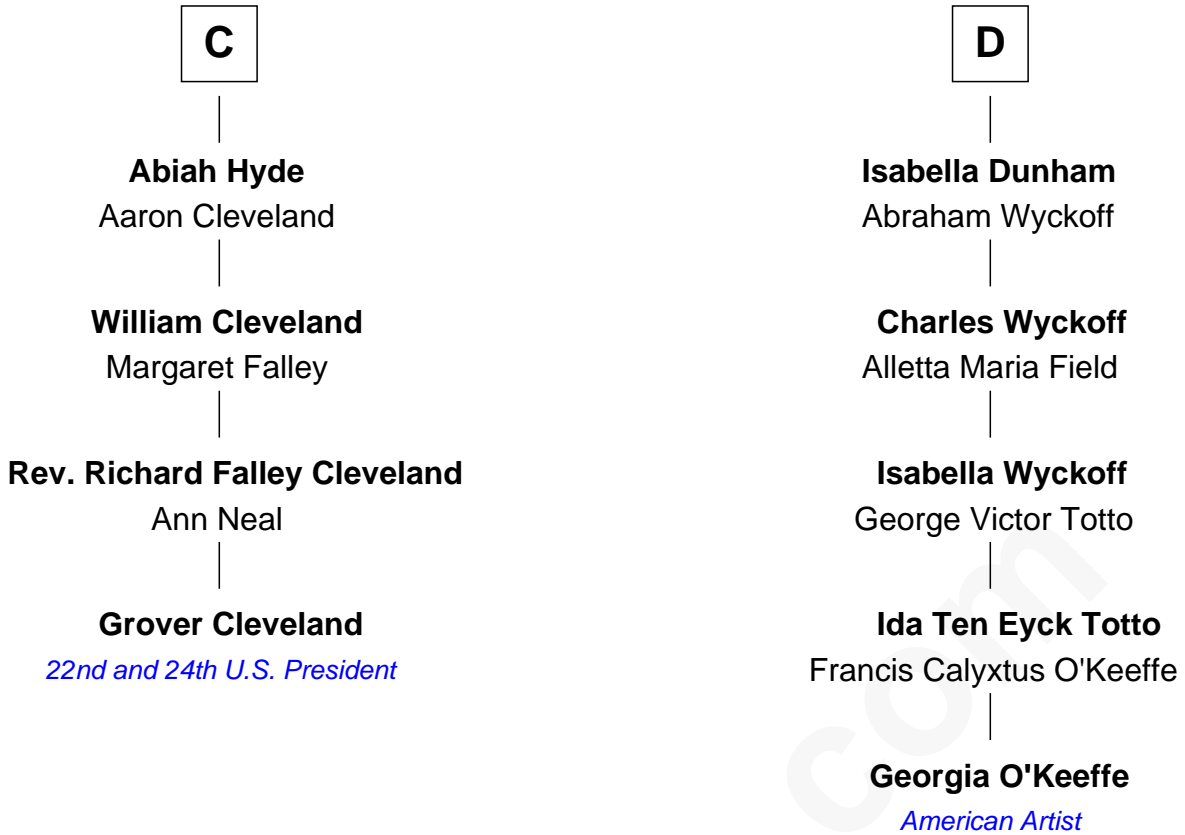 C
Abiah Hyde
Aaron Cleveland
William Cleveland
Margaret Falley
Rev. Richard Falley Cleveland
Ann Neal
Grover Cleveland
22nd and 24th U.S. President
D
Isabella Dunham
Abraham Wyckoff
Charles Wyckoff
Alletta Maria Field
Isabella Wyckoff
George Victor Totto
Ida Ten Eyck Totto
Francis Calyxtus O'Keeffe
Georgia O'Keeffe
American Artist
com